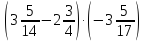 (3 5/14 − 2 3/4) · (−3 5/17)